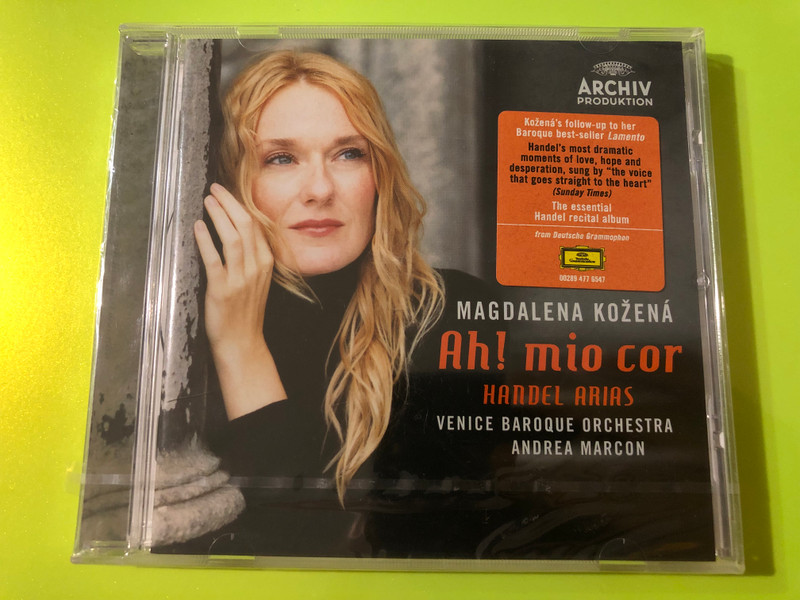 ARCHIV
PRODUKTION
Kožená's follow-up to her
Baroque best-seller Lamento
Handel's most dramatic
moments of love, hope and
desperation, sung by "the voice
that goes straight to the heart"
(Sunday Times)
The essential
Handel recital album
from Deutsche Grammophon
00289 477 6547
MAGDALENA KOŽENÁ
Ah! mio cor
HANDEL ARIAS
VENICE BAROQUE ORCHESTRA
ANDREA MARCON